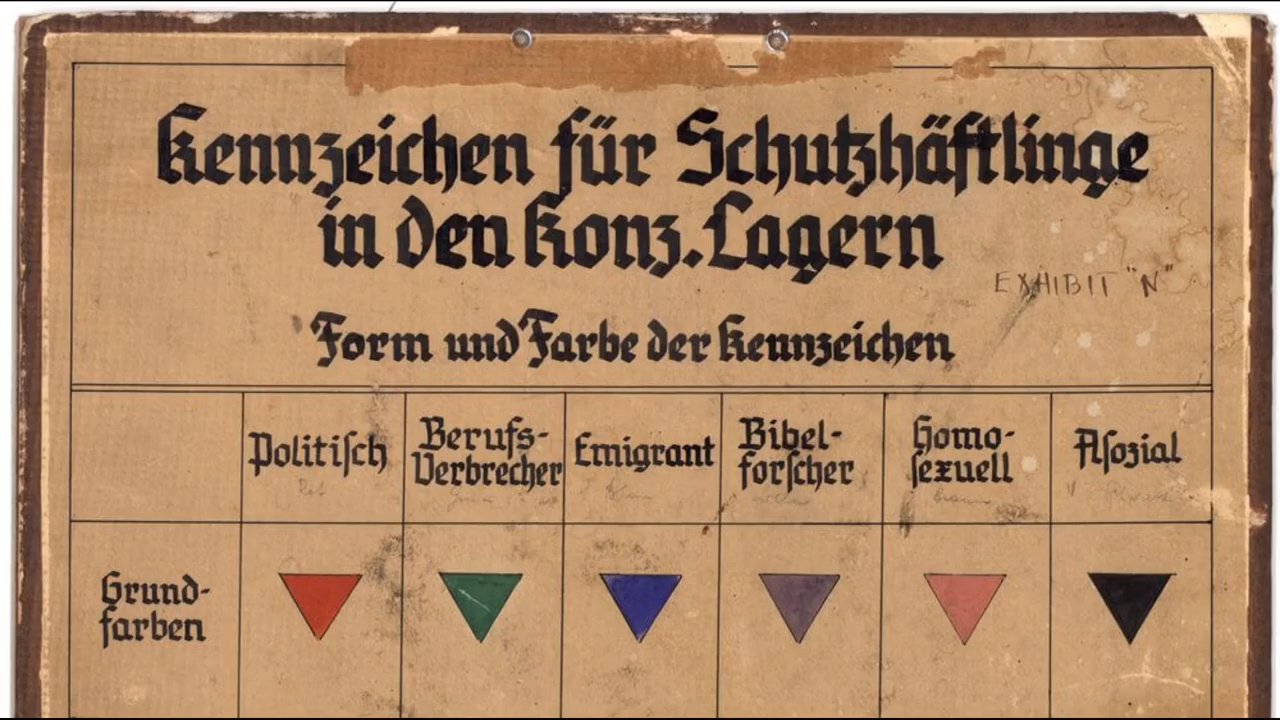 Kennzeichen für Schutzhäftlinge
in den Konz.Lagern
EXHIBIT "N"
Form und Farbe der Kennzeichen
Politisch
Berufs-
Verbrecher
Emigrant
Bibel-
forscher
Homo-
sexuell
Asozial
Grund-
farben